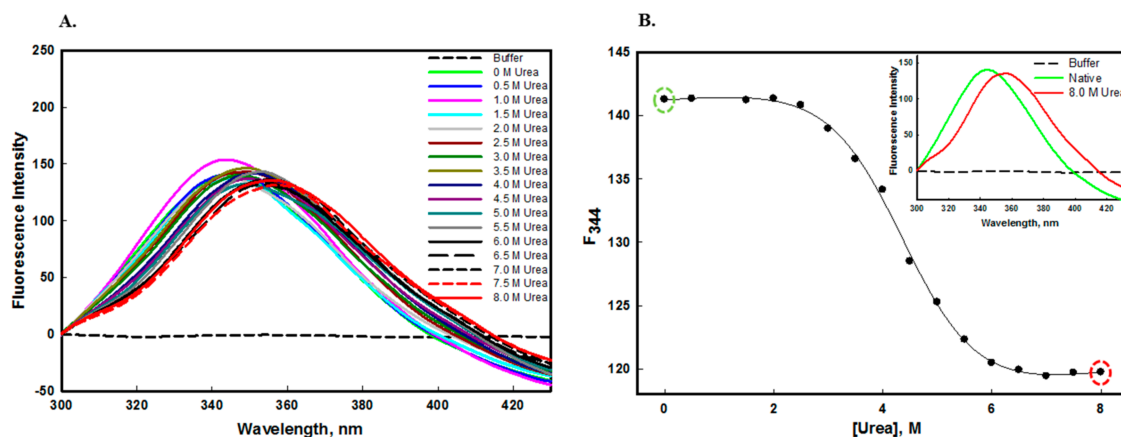 A.
250
200
150
100
50
0
-50
300
320
340
360
380
400
420
Fluorescence Intensity
Wavelength, nm
Buffer
0 M Urea
0.5 M Urea
1.0 M Urea
1.5 M Urea
2.0 M Urea
2.5 M Urea
3.0 M Urea
3.5 M Urea
4.0 M Urea
4.5 M Urea
5.0 M Urea
5.5 M Urea
6.0 M Urea
6.5 M Urea
7.0 M Urea
7.5 M Urea
8.0 M Urea
B.
145
140
135
130
125
120
0
2
4
6
8
F344
[Urea], M
150
100
50
0
300
320
340
360
380
400
420
Fluorescence Intensity
Wavelength, nm
Buffer
Native
8.0 M Urea